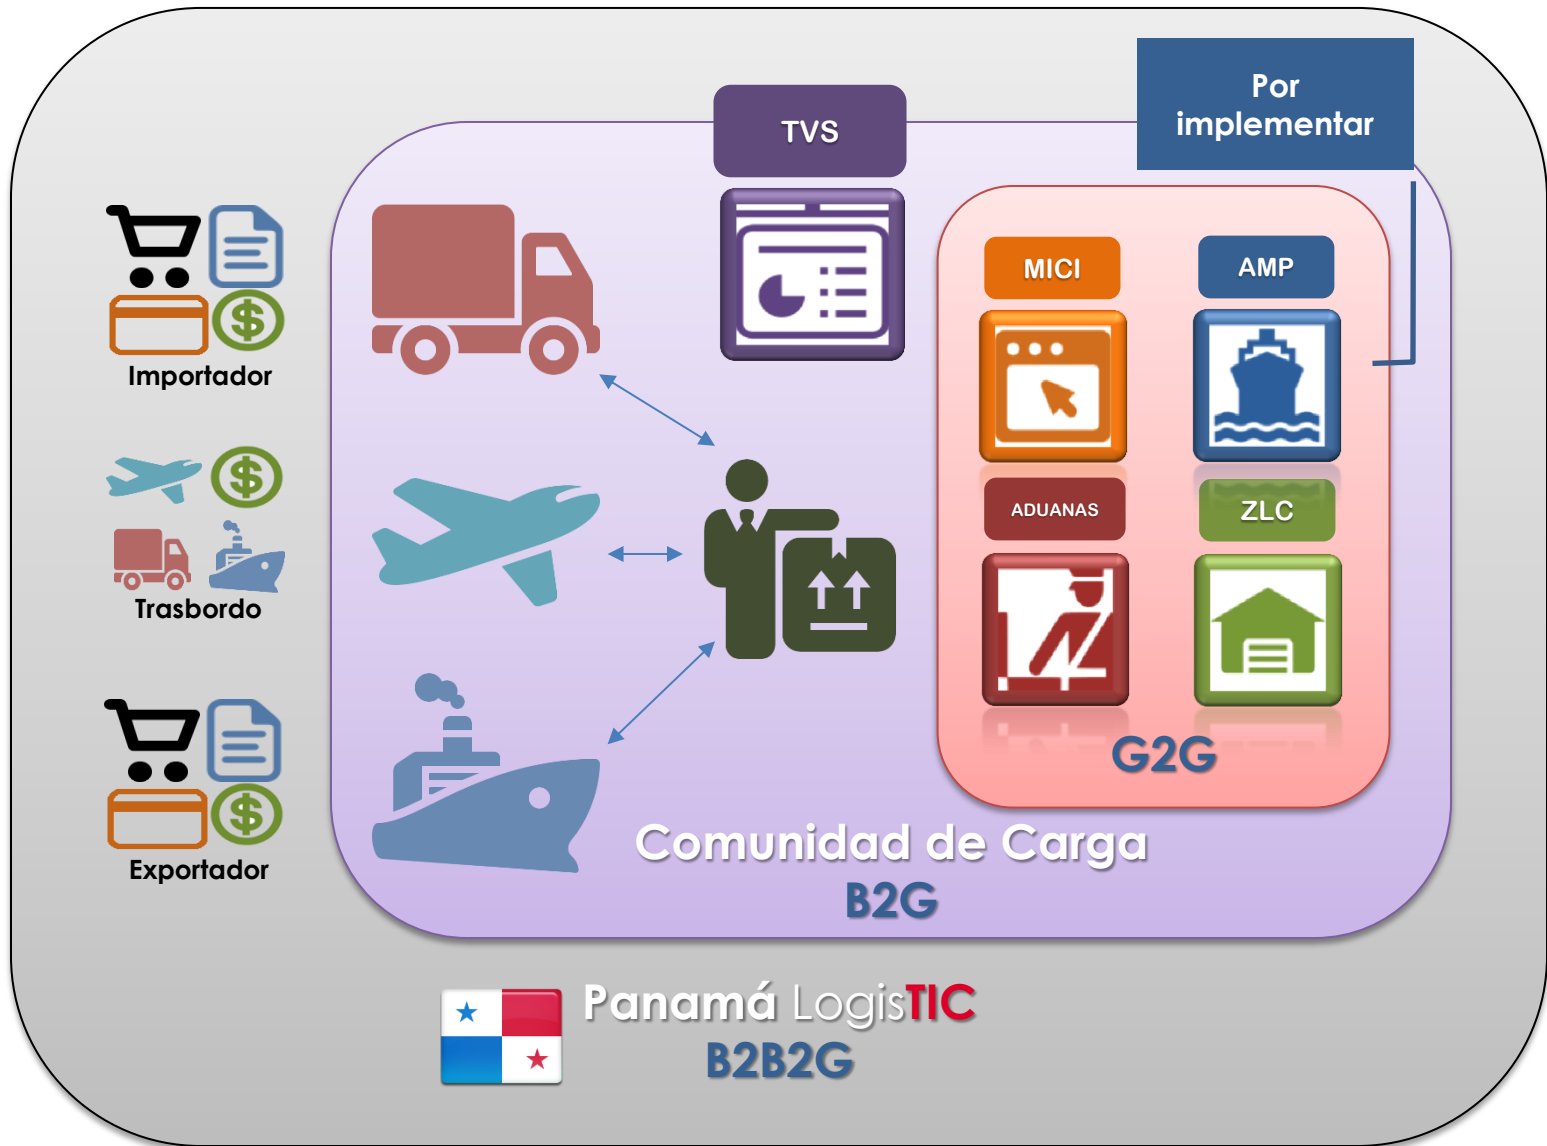 Por
implementar
TVS
MICI
AMP
Importador
ADUANAS
ZLC
Trasbordo
G2G
Comunidad de Carga
B2G
Exportador
Panamá LogisTIC
B2B2G